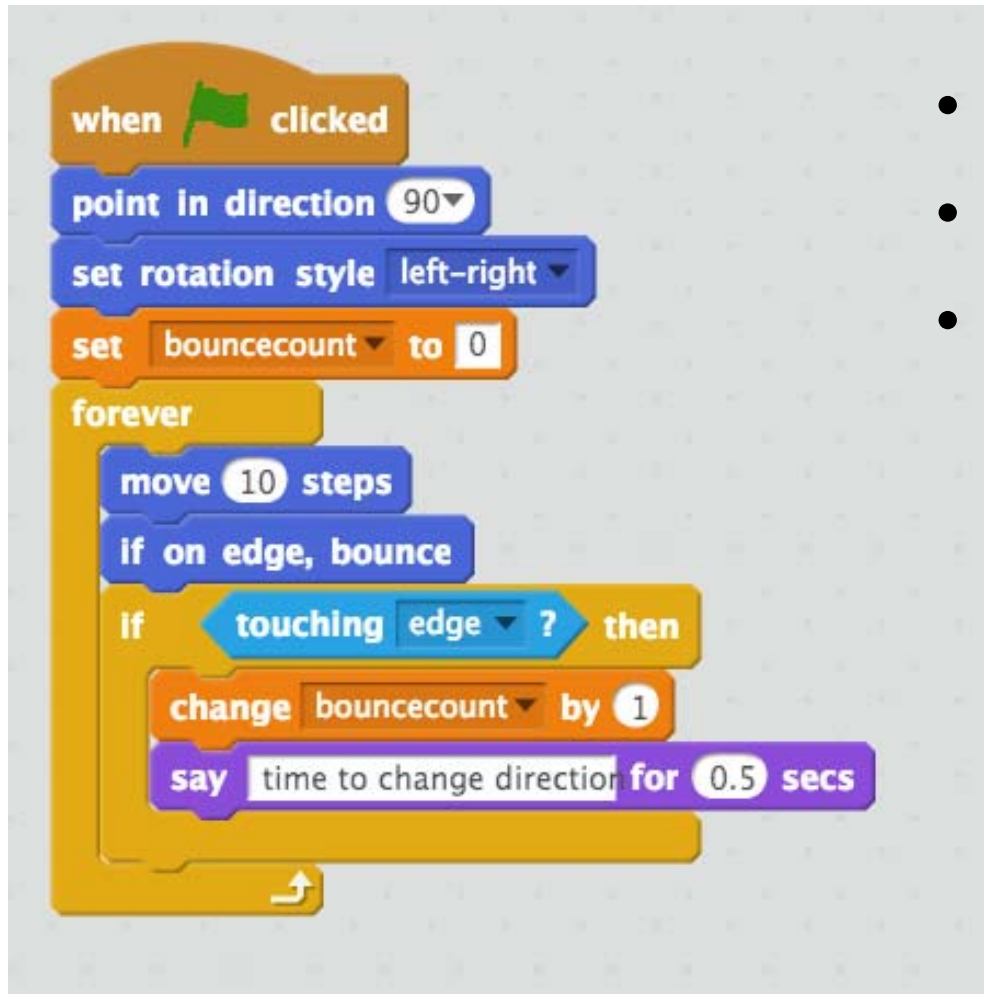 when clicked
point in direction 90
set rotation style left-right
set bouncecount to 0
forever
move 10 steps
if on edge, bounce
if touching edge ? then
change bouncecount by 1
say time to change direction for 0.5 secs